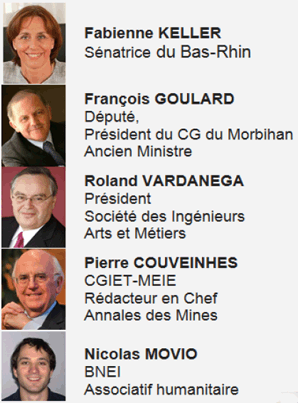 Fabienne KELLER
Sénatrice du Bas-Rhin
François GOULARD
Député,
Président du CG du Morbihan
Ancien Ministre
Roland VARDANEGA
Président
Société des Ingénieurs
Arts et Métiers
Pierre COUVEINHES
CGIET-MEIE
Rédacteur en Chef
Annales des Mines
Nicolas MOVIO
BNEI
Associatif humanitaire